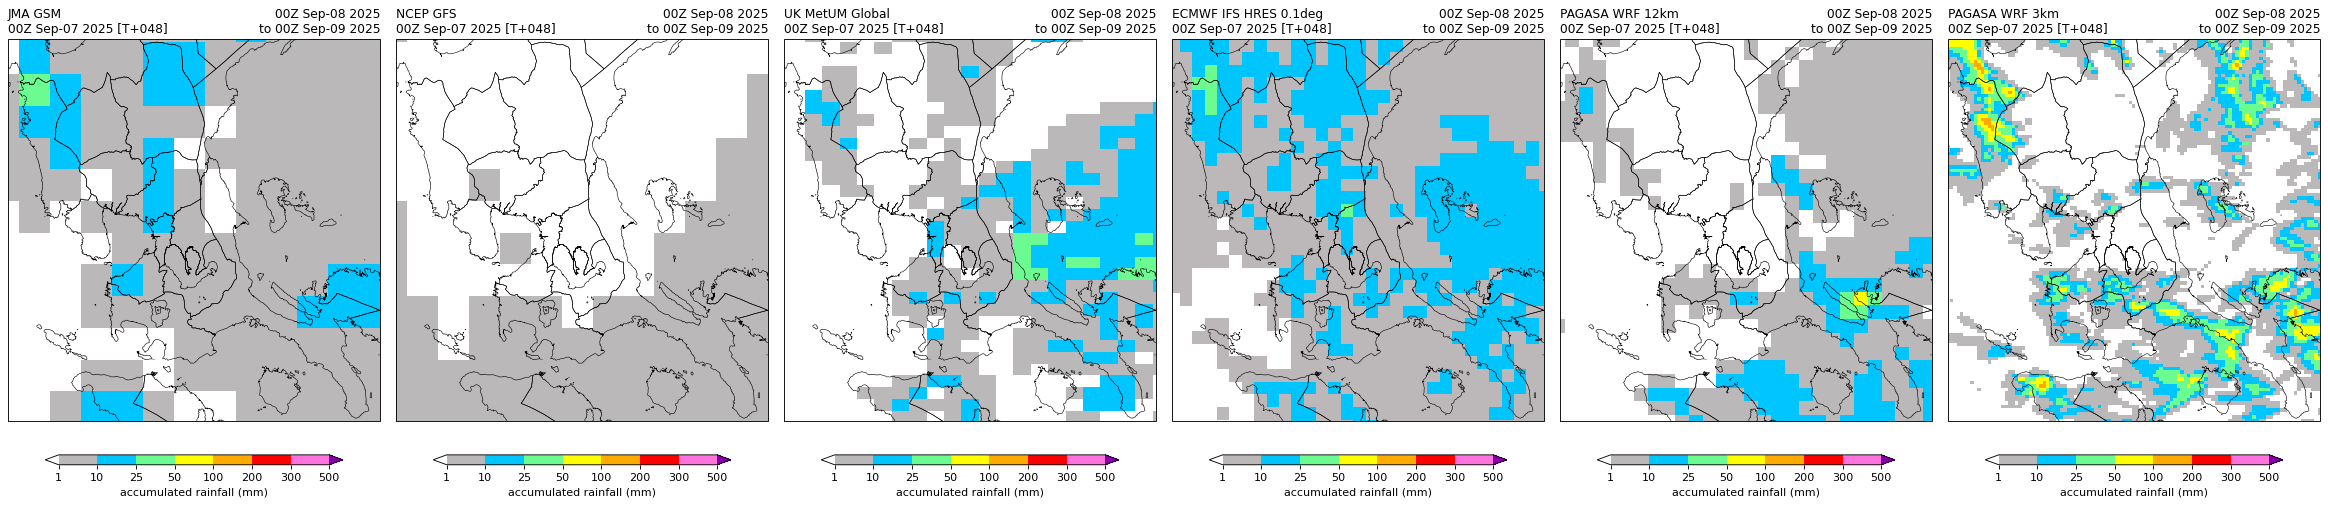 JMA GSM 00Z Sep-08 2025
00Z Sep-07 2025 [T+048] to 00Z Sep-09 2025
1 10 25 50 100 200 300 500
accumulated rainfall (mm)
NCEP GFS 00Z Sep-08 2025
00Z Sep-07 2025 [T+048] to 00Z Sep-09 2025
1 10 25 50 100 200 300 500
accumulated rainfall (mm)
UK MetUM Global 00Z Sep-08 2025
00Z Sep-07 2025 [T+048] to 00Z Sep-09 2025
1 10 25 50 100 200 300 500
accumulated rainfall (mm)
ECMWF IFS HRES 0.1deg 00Z Sep-08 2025
00Z Sep-07 2025 [T+048] to 00Z Sep-09 2025
1 10 25 50 100 200 300 500
accumulated rainfall (mm)
PAGASA WRF 12km 00Z Sep-08 2025
00Z Sep-07 2025 [T+048] to 00Z Sep-09 2025
1 10 25 50 100 200 300 500
accumulated rainfall (mm)
PAGASA WRF 3km 00Z Sep-08 2025
00Z Sep-07 2025 [T+048] to 00Z Sep-09 2025
1 10 25 50 100 200 300 500
accumulated rainfall (mm)